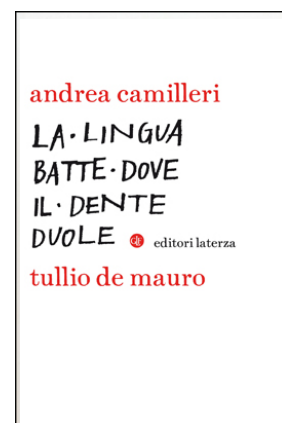 andrea camilleri
LA·LINGUA
BATTE·DOVE
IL·DENTE
DUOLE
editori laterza
tullio de mauro